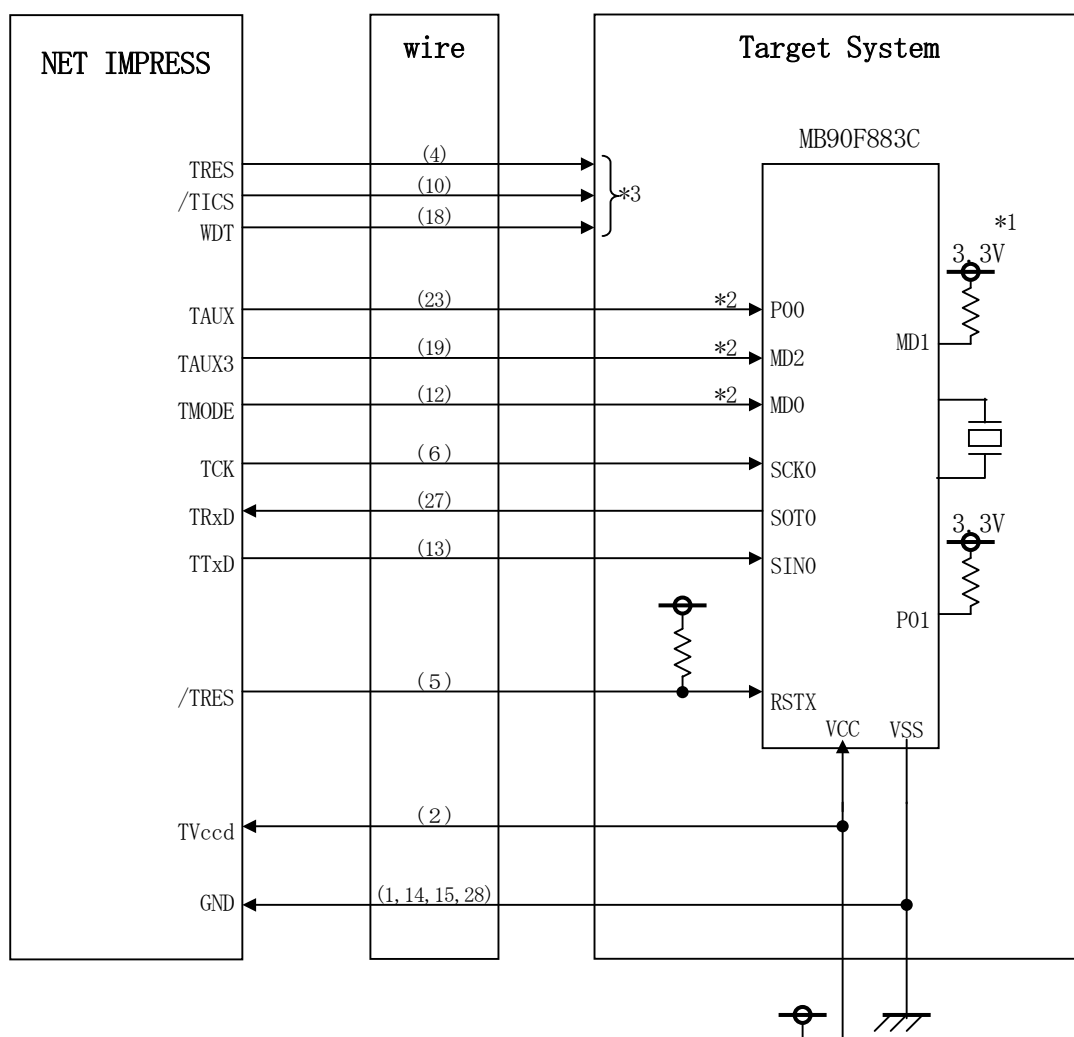 NET IMPRESS
wire
Target System
MB90F883C
TRES
(4)
/TICS
(10)
*3
WDT
(18)
*1
3.3V
TAUX
(23)
*2
P00
MD1
TAUX3
(19)
*2
MD2
TMODE
(12)
*2
MD0
TCK
(6)
SCK0
TRxD
(27)
SOT0
3.3V
TTxD
(13)
SIN0
P01
/TRES
(5)
RSTX
VCC
VSS
TVccd
(2)
GND
(1,14,15,28)